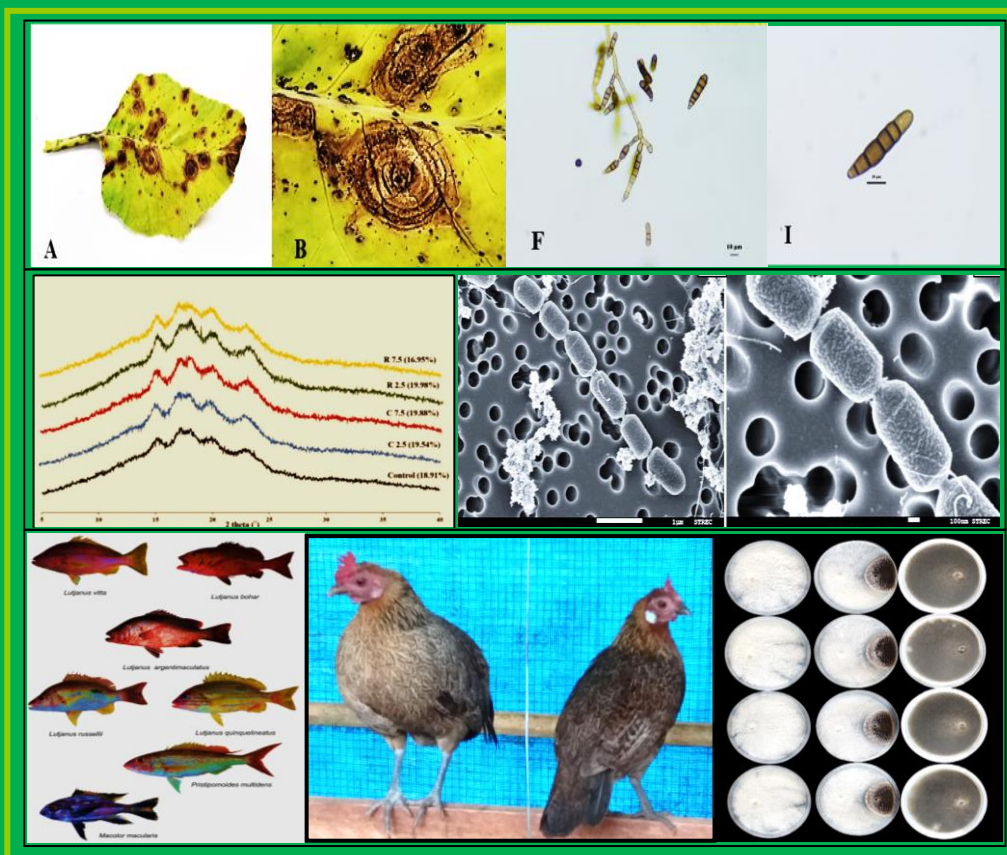 A
B
F
10 µm
I
10 µm
R 7.5 (16.95%)
R 2.5 (19.98%)
C 7.5 (19.88%)
C 2.5 (19.54%)
Control (18.91%)
5 10 15 20 25 30 35 40
2 theta (°)
1µm STREC
100nm STREC
Lutjanus vitta
Lutjanus bohar
Lutjanus argentimaculatus
Lutjanus russellii
Lutjanus quinquelineatus
Pristipomoides multidens
Macolor macularis